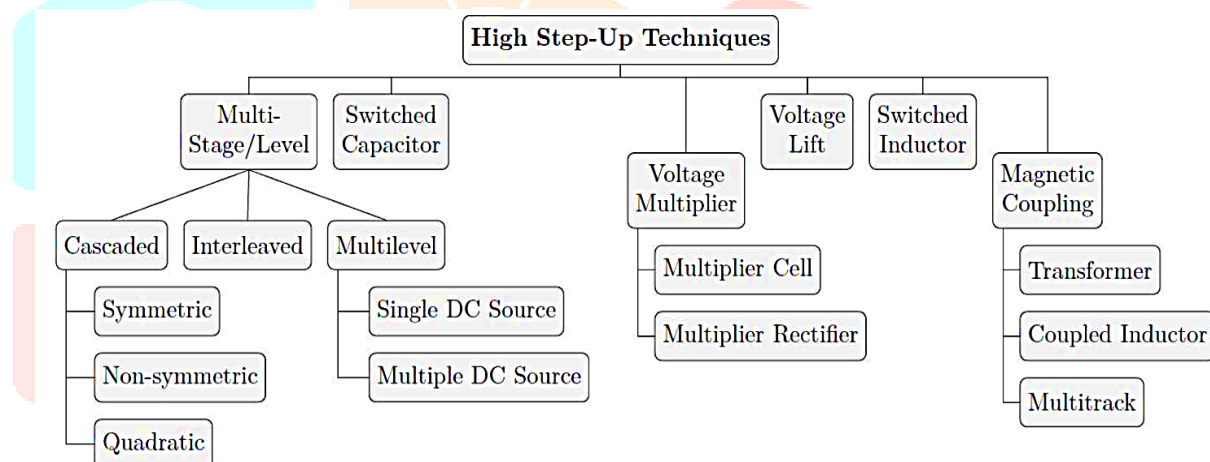 High Step-Up Techniques
Multi-
Stage/Level
Switched
Capacitor
Voltage
Multiplier
Voltage
Lift
Switched
Inductor
Magnetic
Coupling
Cascaded
Interleaved
Multilevel
Symmetric
Non-symmetric
Quadratic
Single DC Source
Multiple DC Source
Multiplier Cell
Multiplier Rectifier
Transformer
Coupled Inductor
Multitrack